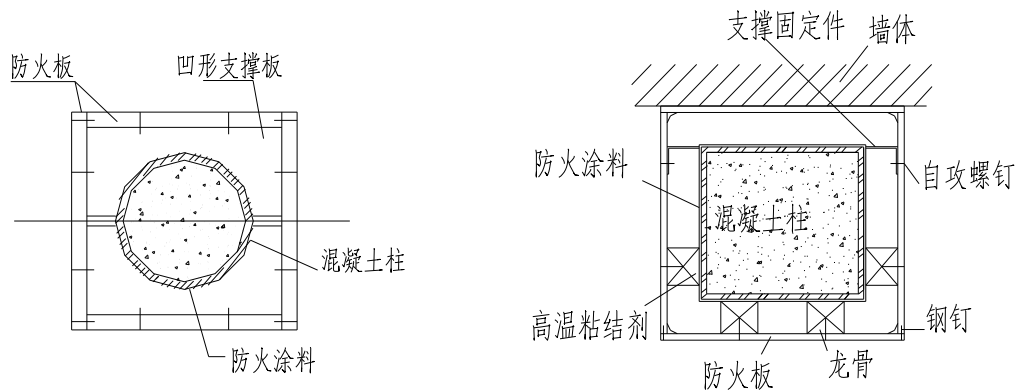 防火板
凹形支撑板
混凝土柱
防火涂料
支撑固定件
墙体
防火涂料
自攻螺钉
混凝土柱
高温粘结剂
钢钉
防火板
龙骨